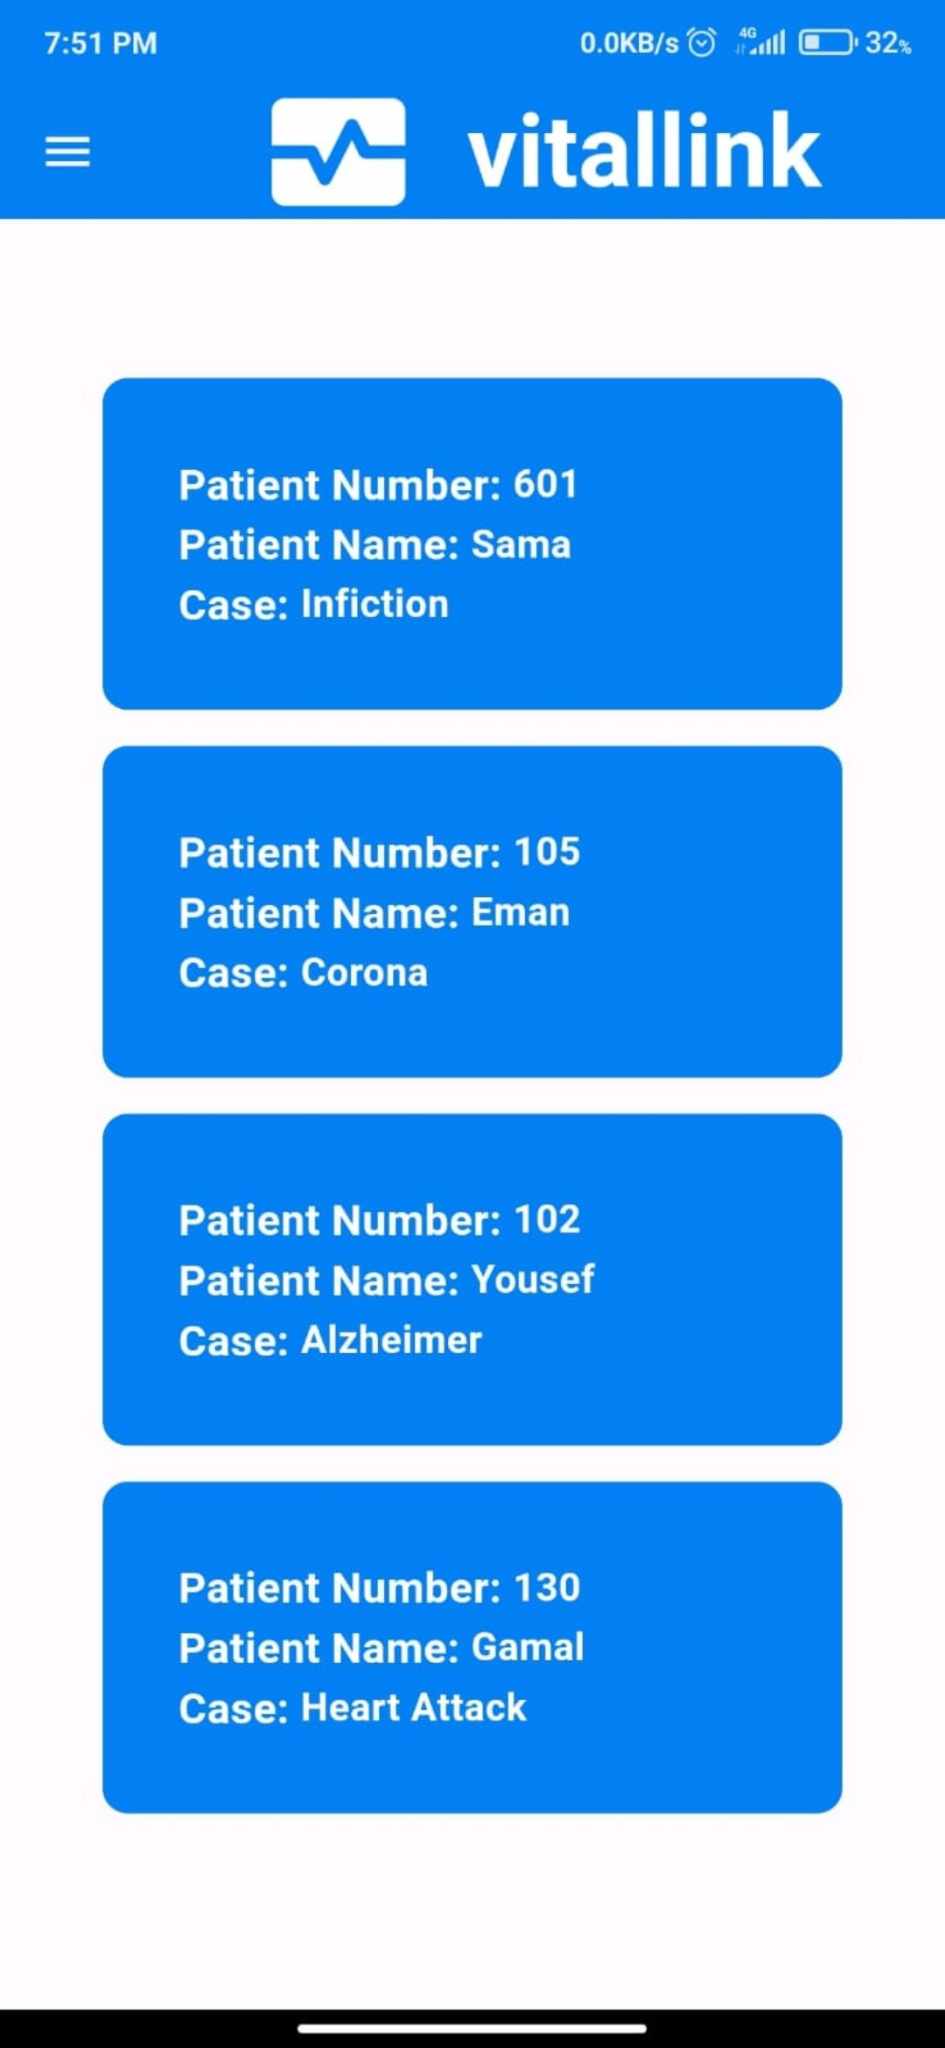 7:51 PM 0.0KB/s 4G 32%
vitallink
Patient Number: 601
Patient Name: Sama
Case: Infiction
Patient Number: 105
Patient Name: Eman
Case: Corona
Patient Number: 102
Patient Name: Yousef
Case: Alzheimer
Patient Number: 130
Patient Name: Gamal
Case: Heart Attack